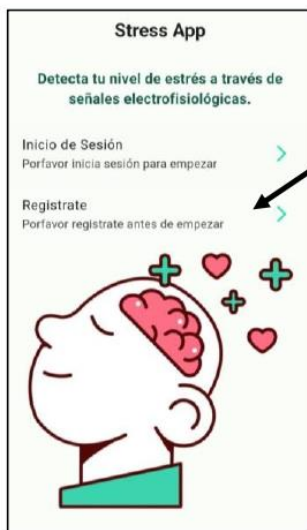 Stress App
Detecta tu nivel de estrés a través de
señales electrofisiológicas.
Inicio de Sesión
Porfavor inicia sesión para empezar
Registrate
Porfavor registrate antes de empezar